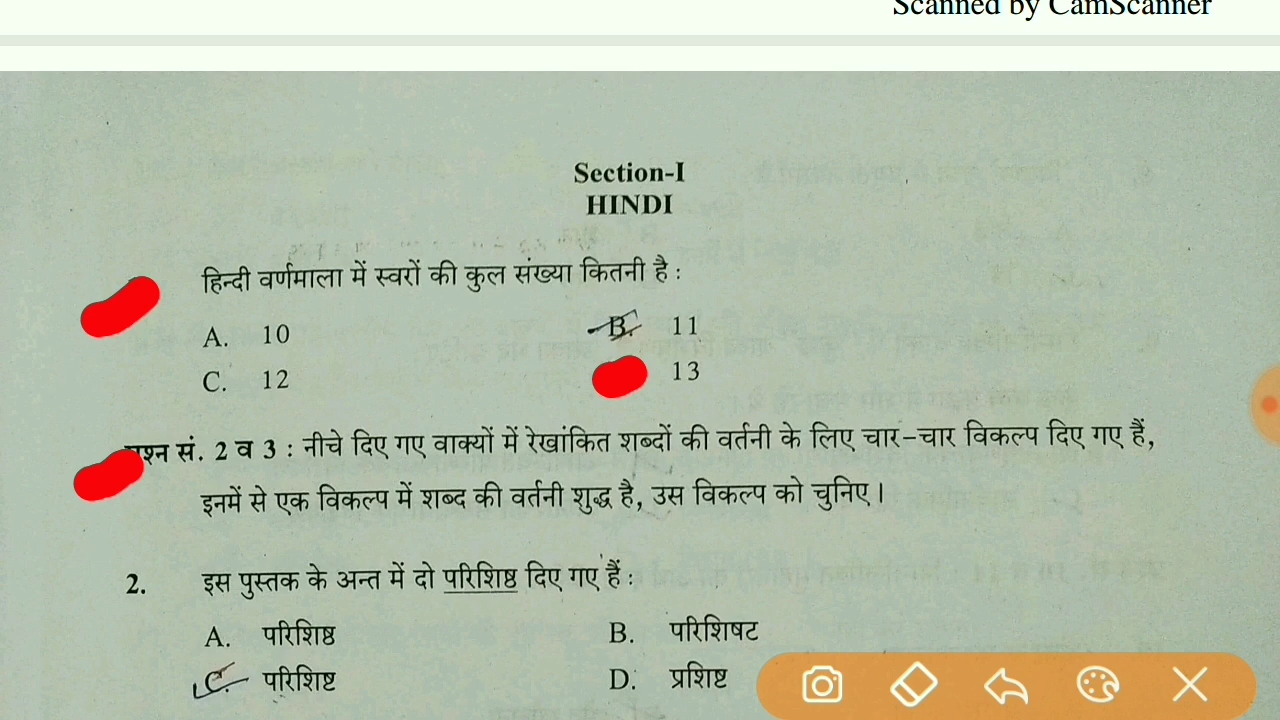 Scanned by CamScanner
Section-I
HINDI
हिन्दी वर्णमाला में स्वरों की कुल संख्या कितनी है :
A. 10 B. 11
C. 12 13
प्रश्न सं. 2 व 3 : नीचे दिए गए वाक्यों में रेखांकित शब्दों की वर्तनी के लिए चार-चार विकल्प दिए गए हैं,
इनमें से एक विकल्प में शब्द की वर्तनी शुद्ध है, उस विकल्प को चुनिए।
2. इस पुस्तक के अन्त में दो परिशिष्ठ दिए गए हैं :
A. परिशिष्ठ B. परिशिषट
C. परिशिष्ट D. प्रशिष्ट